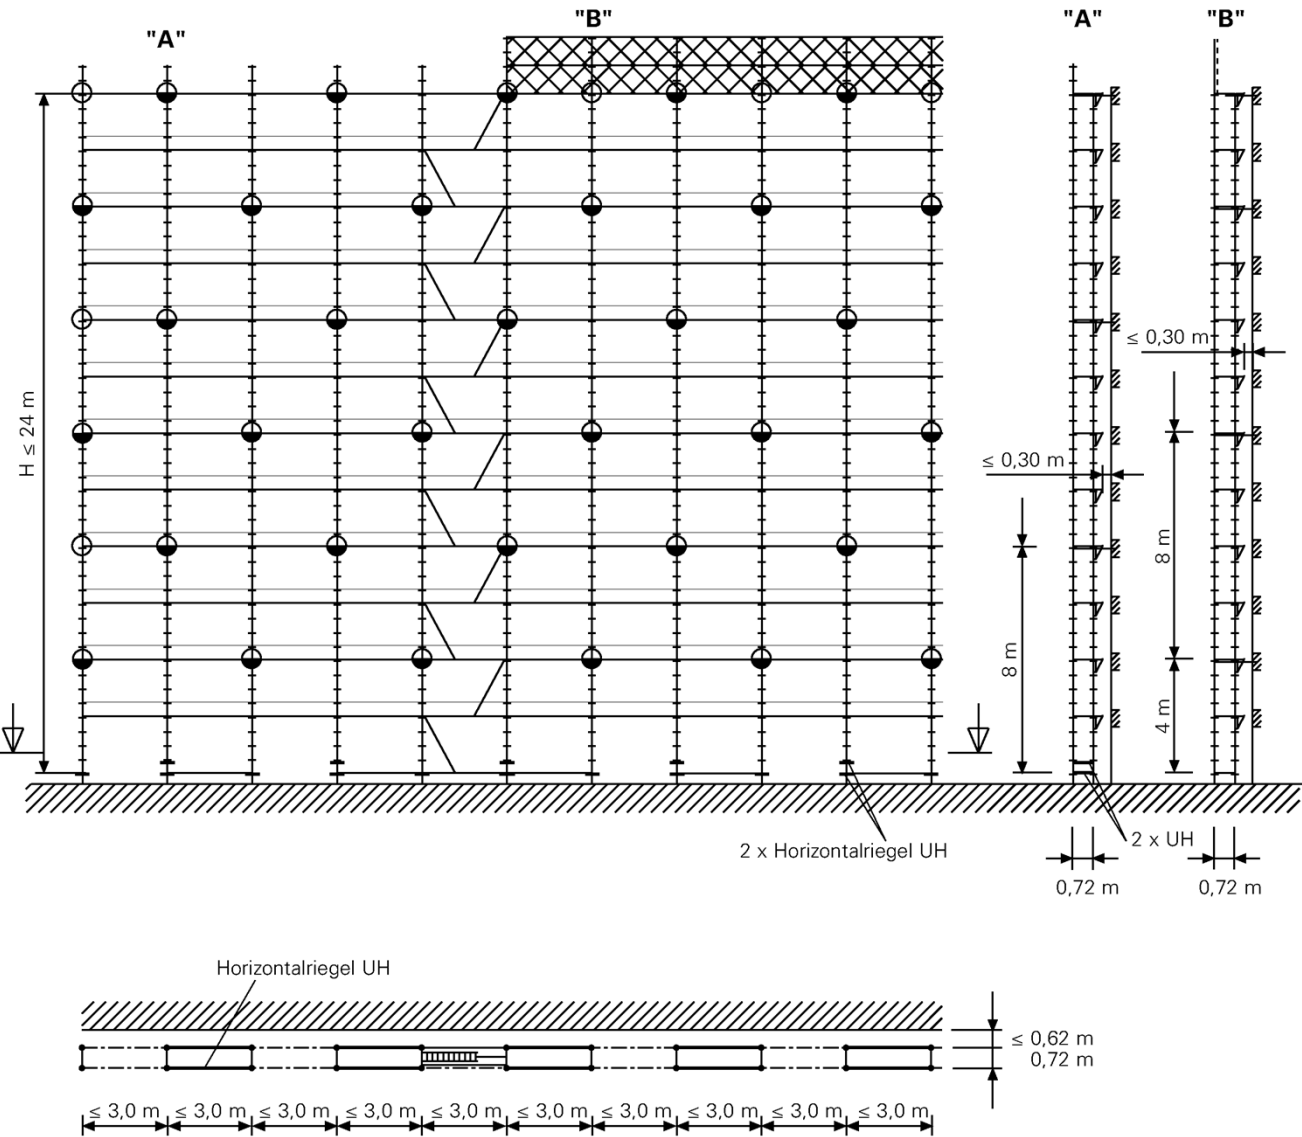 "A"
"B"
"A"
"B"
H ≤ 24 m
≤ 0,30 m
≤ 0,30 m
8 m
8 m
4 m
2 x Horizontalriegel UH
2 x UH
0,72 m
0,72 m
Horizontalriegel UH
≤ 0,62 m
0,72 m
≤ 3,0 m ≤ 3,0 m ≤ 3,0 m ≤ 3,0 m ≤ 3,0 m ≤ 3,0 m ≤ 3,0 m ≤ 3,0 m ≤ 3,0 m ≤ 3,0 m